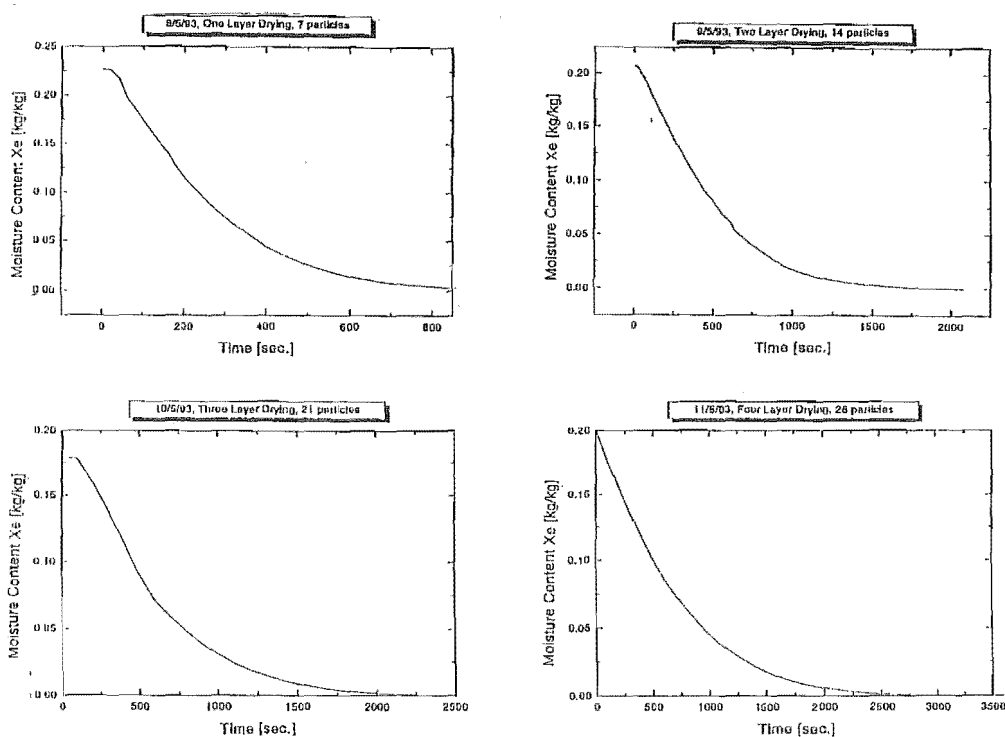 8/5/93, One Layer Drying, 7 particles
0.25
0.20
0.15
0.10
0.05
0.00
Moisture Content Xe [kg/kg]
0 200 400 600 800
Time [sec.]
9/5/93, Two Layer Drying, 14 particles
0.20
0.15
0.10
0.05
0.00
Moisture Content Xe [kg/kg]
0 500 1000 1500 2000
Time [sec.]
10/5/93, Three Layer Drying, 21 particles
0.20
0.15
0.10
0.05
0.00
Moisture Content Xe [kg/kg]
0 500 1000 1500 2000 2500
Time [sec.]
11/5/93, Four Layer Drying, 28 particles
0.20
0.15
0.10
0.05
0.00
Moisture Content Xe [kg/kg]
0 500 1000 1500 2000 2500 3000 3500
Time [sec.]